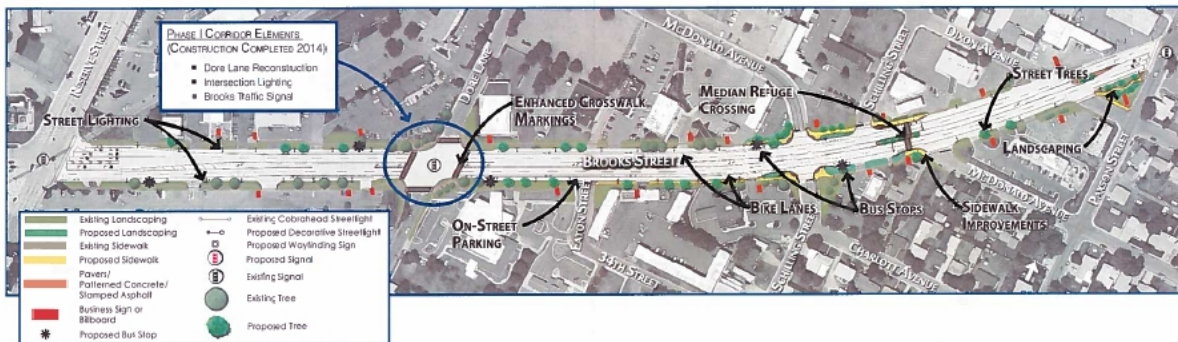 PHASE I CORRIDOR ELEMENTS
(CONSTRUCTION COMPLETED 2014)
▪ Dore Lane Reconstruction
▪ Intersection Lighting
▪ Brooks Traffic Signal
RESERVE STREET
STREET LIGHTING
DORE LANE
ENHANCED CROSSWALK
MARKINGS
MCDONALD AVENUE
MEDIAN REFUGE
CROSSING
SCHILLING STREET
DIXON AVENUE
STREET TREES
LANDSCAPING
BROOKS STREET
ON-STREET
PARKING
EATON STREET
34TH STREET
BIKE LANES
SCHILLING STREET
BUS STOPS
CHARLOTT AVENUE
SIDEWALK
IMPROVEMENTS
MCDONALD AVENUE
Existing Landscaping
Proposed Landscaping
Existing Sidewalk
Proposed Sidewalk
Pavers/
Patterned Concrete/
Stamped Asphalt
Business Sign or
Billboard
Proposed Bus Stop
Existing Cobrahead Streetlight
Proposed Decorative Streetlight
Proposed Wayfinding Sign
Proposed Signal
Existing Signal
Existing Tree
Proposed Tree